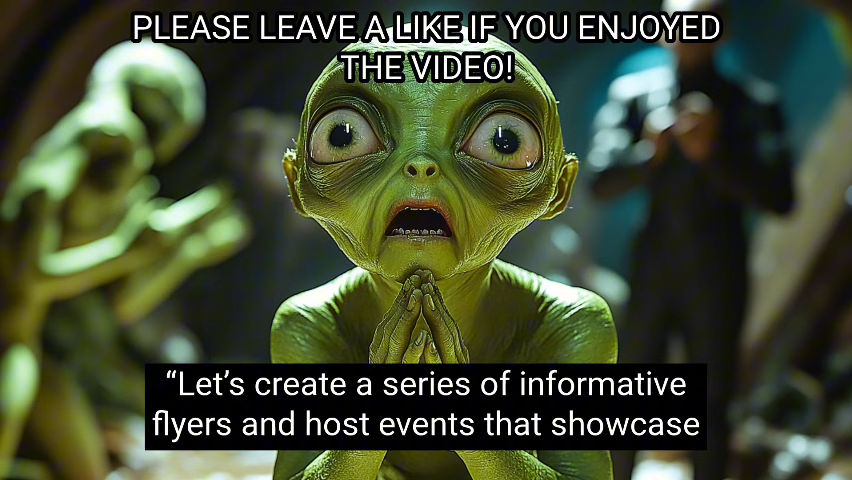 PLEASE LEAVE A LIKE IF YOU ENJOYED
THE VIDEO!
“Let’s create a series of informative
flyers and host events that showcase